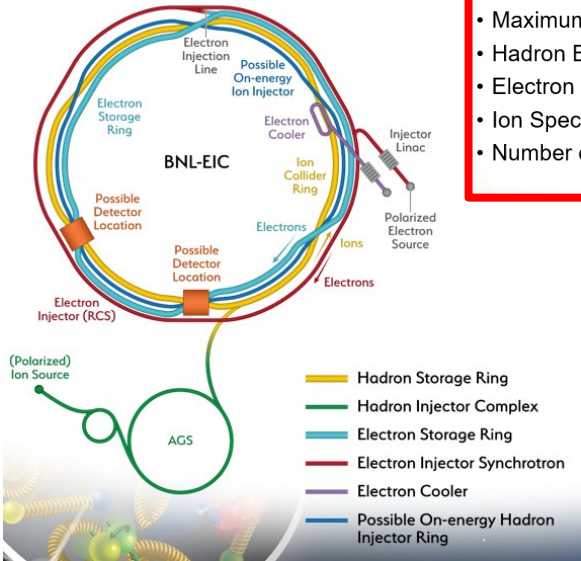 Electron
Injection
Line
Possible
On-energy
Ion Injector
Electron
Storage
Ring
Electron
Cooler
Injector
Linac
BNL-EIC
Ion
Collider
Ring
Possible
Detector
Location
Polarized
Electron
Source
Electrons
Ions
Possible
Detector
Location
Electrons
Electron
Injector (RCS)
(Polarized)
Ion Source
AGS
Hadron Storage Ring
Hadron Injector Complex
Electron Storage Ring
Electron Injector Synchrotron
Electron Cooler
Possible On-energy Hadron
Injector Ring
• Maximum
• Hadron
• Electron
• Ion
• Number